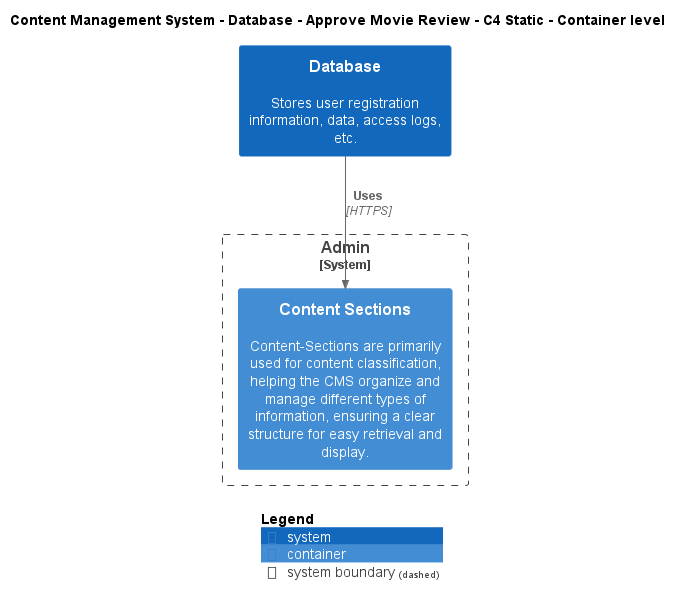 Content Management System - Database - Approve Movie Review - C4 Static - Container level
Database
Stores user registration
information, data, access logs,
etc.
Uses
[HTTPS]
Admin
[System]
Content Sections
Content-Sections are primarily
used for content classification,
helping the CMS organize and
manage different types of
information, ensuring a clear
structure for easy retrieval and
display.
Legend
system
container
system boundary (dashed)